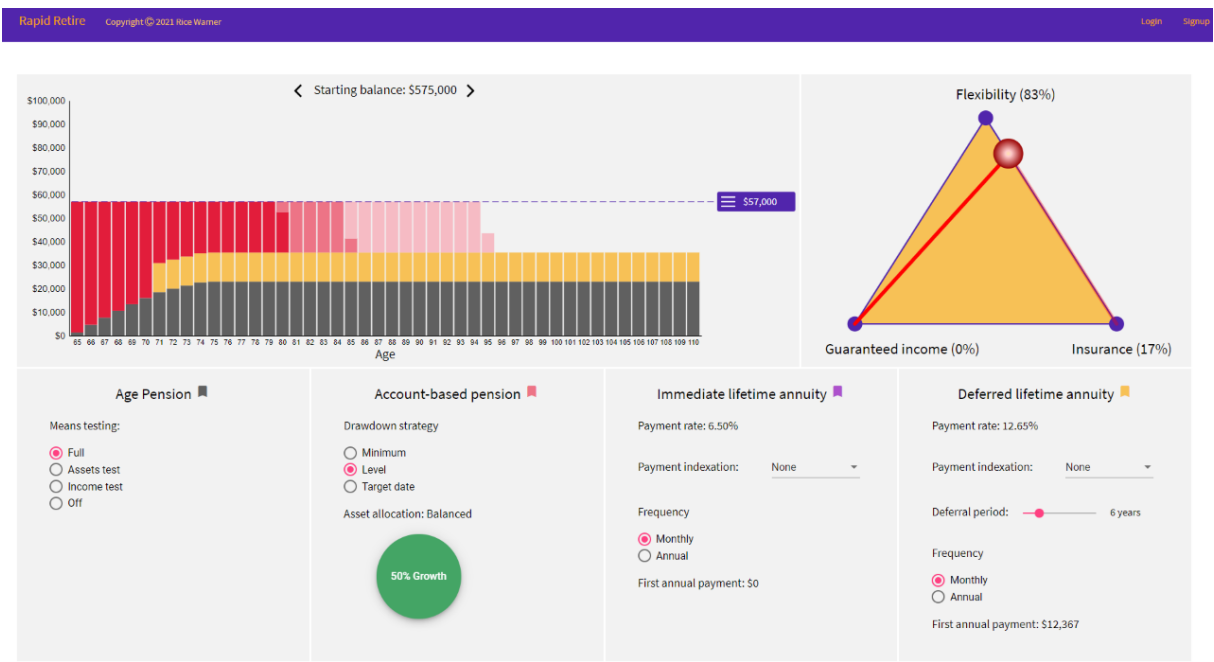 Rapid Retire Copyright © 2021 Rice Warner Login Signup
Starting balance: $575,000
$100,000
$90,000
$80,000
$70,000
$60,000
$50,000
$40,000
$30,000
$20,000
$10,000
$0
$57,000
65 66 67 68 69 70 71 72 73 74 75 76 77 78 79 80 81 82 83 84 85 86 87 88 89 90 91 92 93 94 95 96 97 98 99 100 101 102 103 104 105 106 107 108 109 110
Age
Flexibility (83%)
Guaranteed income (0%) Insurance (17%)
Age Pension
Means testing:
Full
Assets test
Income test
Off
Account-based pension
Drawdown strategy
Minimum
Level
Target date
Asset allocation: Balanced
50% Growth
Immediate lifetime annuity
Payment rate: 6.50%
Payment indexation: None
Frequency
Monthly
Annual
First annual payment: $0
Deferred lifetime annuity
Payment rate: 12.65%
Payment indexation: None
Deferral period: 6 years
Frequency
Monthly
Annual
First annual payment: $12,367